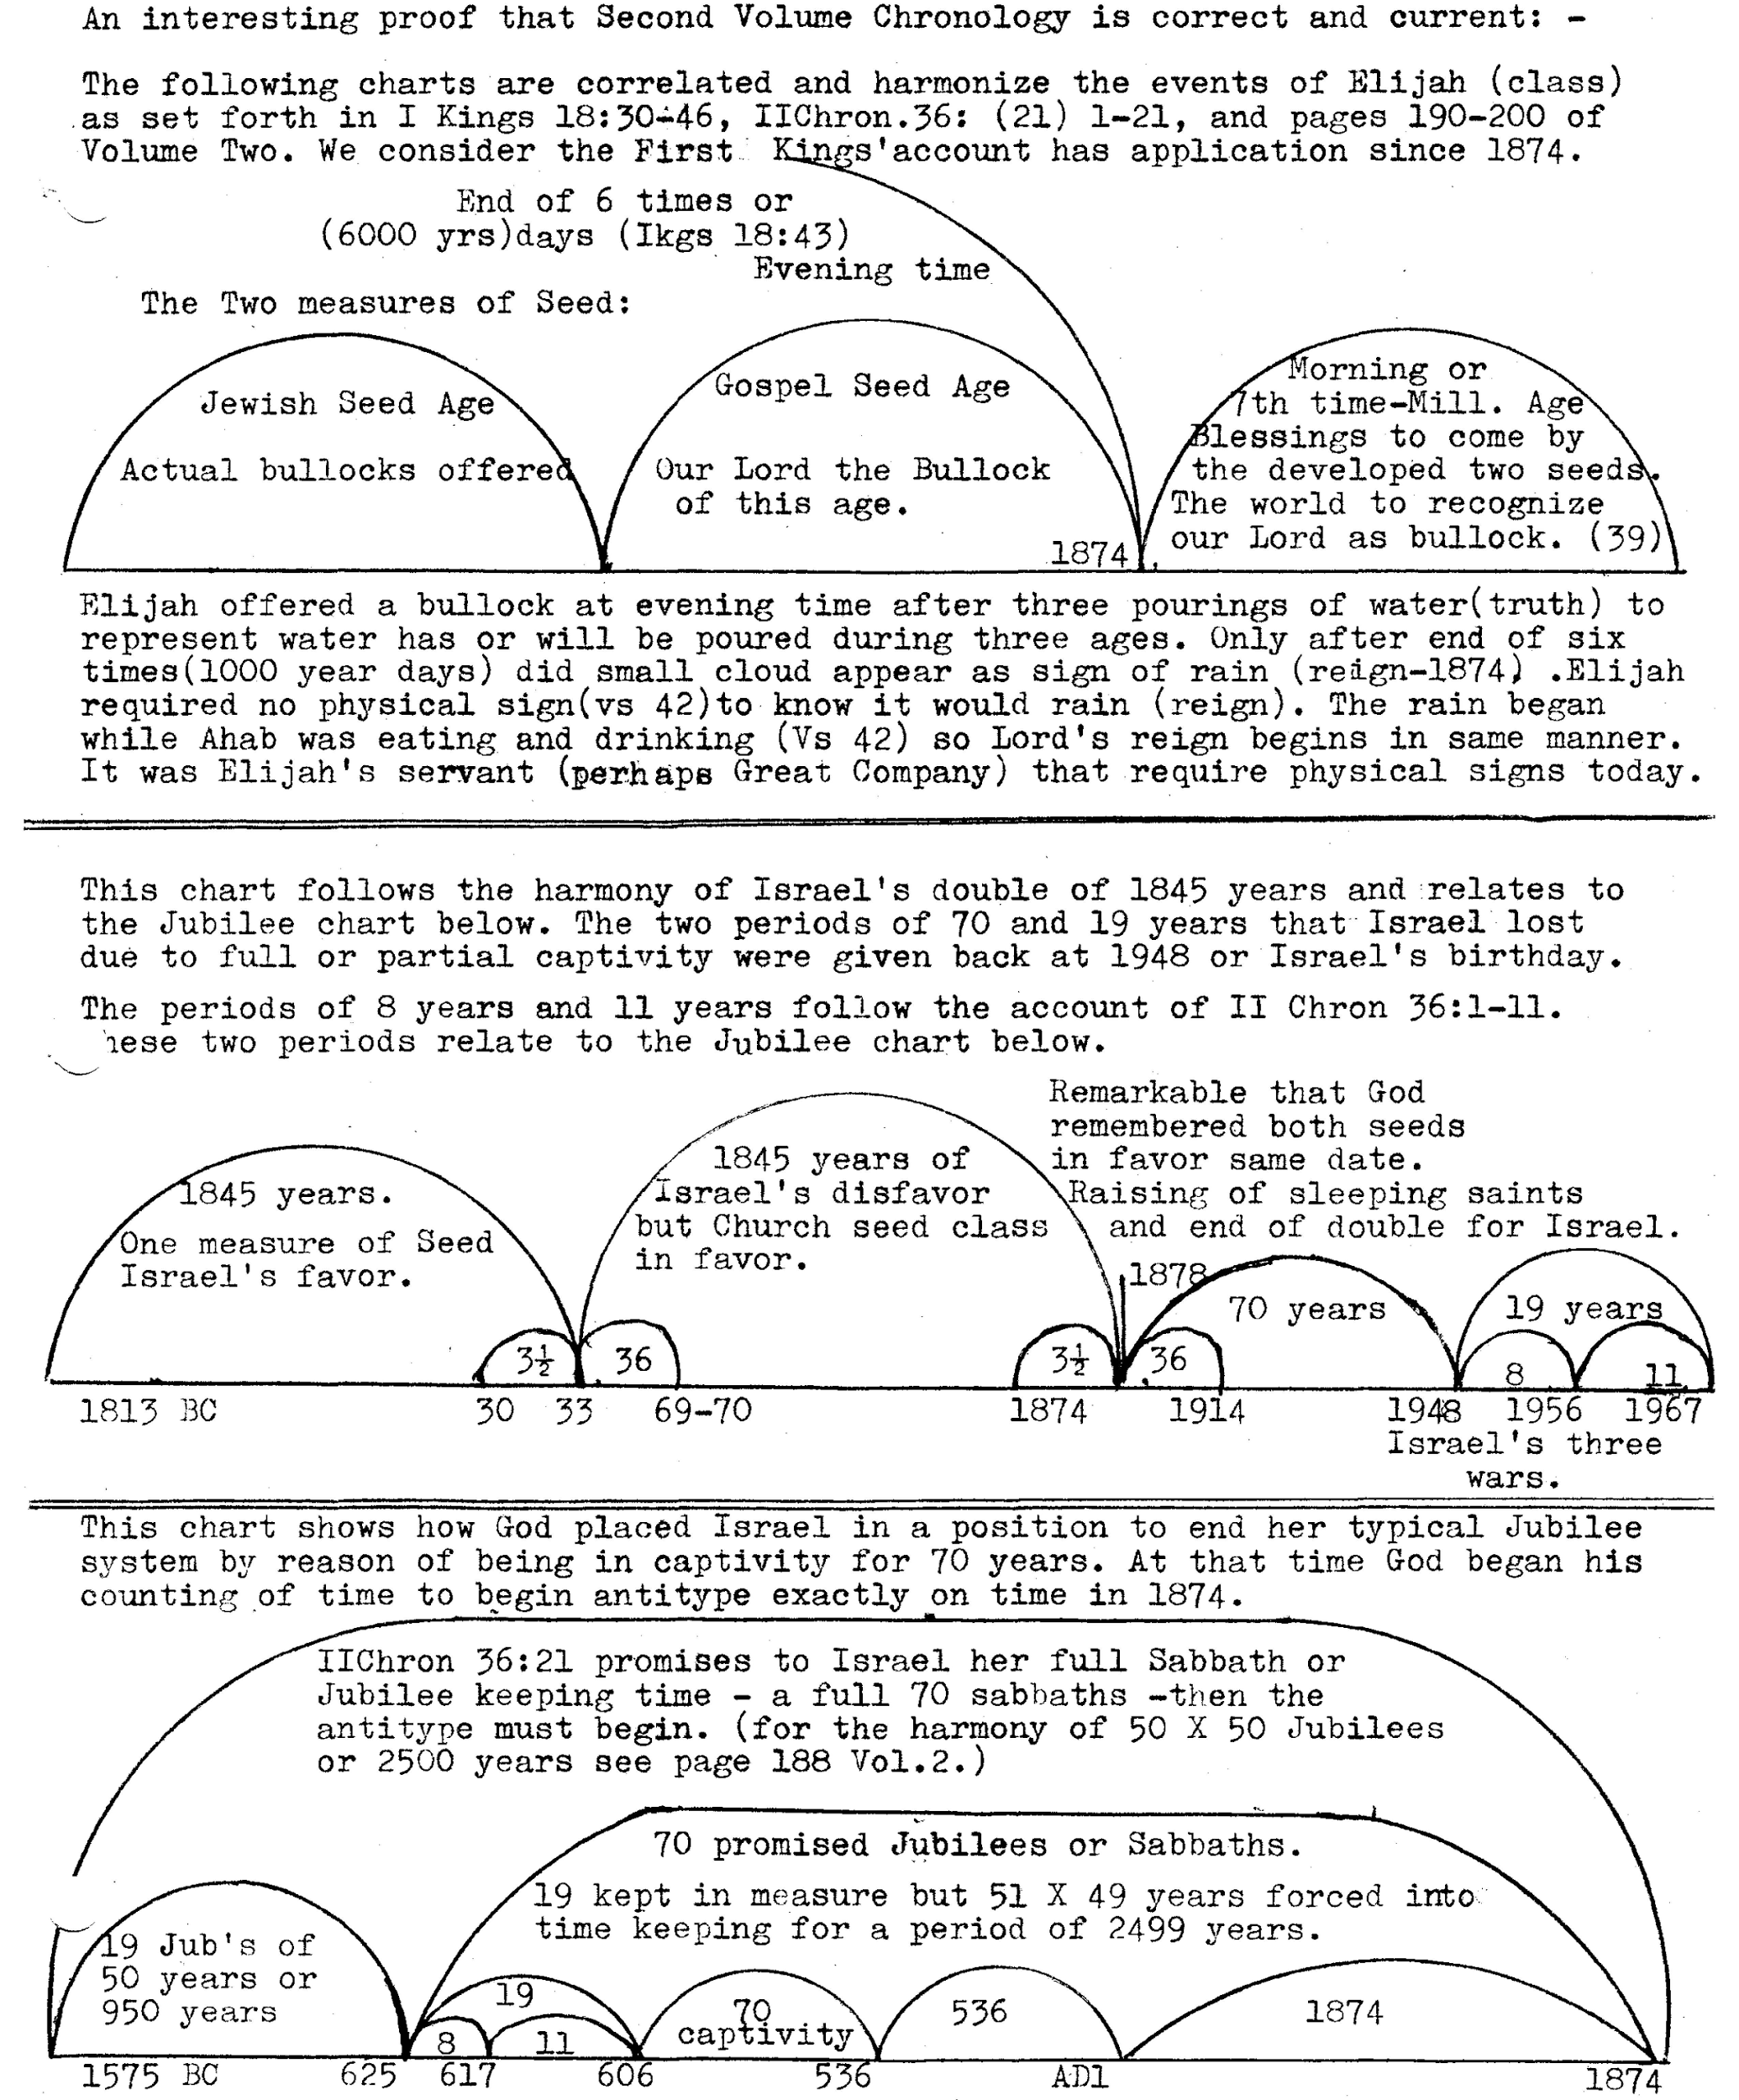 An interesting proof that Second Volume Chronology is correct and current: -
The following charts are correlated and harmonize the events of Elijah (class)
as set forth in I Kings 18:30-46, IIChron.36: (21) 1-21, and pages 190-200 of
Volume Two. We consider the First Kings'account has application since 1874.
End of 6 times or
(6000 yrs)days (Ikgs 18:43)
Evening time
The Two measures of Seed:
Jewish Seed Age
Actual bullocks offered
Gospel Seed Age
Our Lord the Bullock
of this age.
1874
Morning or
7th time-Mill. Age
Blessings to come by
the developed two seeds.
The world to recognize
our Lord as bullock. (39)
Elijah offered a bullock at evening time after three pourings of water(truth) to
represent water has or will be poured during three ages. Only after end of six
times(1000 year days) did small cloud appear as sign of rain (reign-1874) .Elijah
required no physical sign(vs 42)to know it would rain (reign). The rain began
while Ahab was eating and drinking (Vs 42) so Lord's reign begins in same manner.
It was Elijah's servant (perhaps Great Company) that require physical signs today.
This chart follows the harmony of Israel's double of 1845 years and relates to
the Jubilee chart below. The two periods of 70 and 19 years that Israel lost
due to full or partial captivity were given back at 1948 or Israel's birthday.
The periods of 8 years and 11 years follow the account of II Chron 36:1-11.
hese two periods relate to the Jubilee chart below.
1845 years.
One measure of Seed
Israel's favor.
1845 years of
Israel's disfavor
but Church seed class
in favor.
Remarkable that God
remembered both seeds
in favor same date.
Raising of sleeping saints
and end of double for Israel.
1878
70 years
19 years
3½
36
3½
36
8
11
1813 BC
30
33
69-70
1874
1914
1948
1956
1967
Israel's three
wars.
This chart shows how God placed Israel in a position to end her typical Jubilee
system by reason of being in captivity for 70 years. At that time God began his
counting of time to begin antitype exactly on time in 1874.
IIChron 36:21 promises to Israel her full Sabbath or
Jubilee keeping time - a full 70 sabbaths -then the
antitype must begin. (for the harmony of 50 X 50 Jubilees
or 2500 years see page 188 Vol.2.)
70 promised Jubilees or Sabbaths.
19 kept in measure but 51 X 49 years forced into
time keeping for a period of 2499 years.
19 Jub's of
50 years or
950 years
19
8
11
70
captivity
536
1874
1575 BC
625
617
606
536
AD1
1874